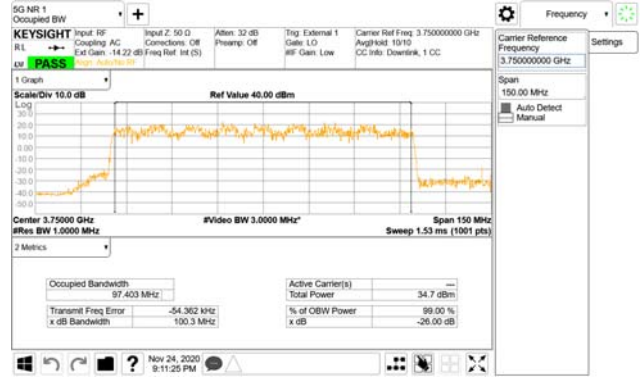 5G NR 1
Occupied BW
KEYSIGHT
Input: RF
Coupling: AC
Ext Gain: -14.22 dB
Align: Auto/No RF
Input Z: 50 Ω
Corrections: Off
Freq Ref: Int (S)
Atten: 32 dB
Preamp: Off
Trig: External 1
Gate: LO
#IF Gain: Low
Carrier Ref Freq: 3.750000000 GHz
Avg|Hold: 10/10
CC Info: Downlink, 1 CC
RL
PASS
1 Graph
Scale/Div 10.0 dB
Ref Value 40.00 dBm
Log
30.0
20.0
10.0
0.00
-10.0
-20.0
-30.0
-40.0
-50.0
Center 3.75000 GHz
#Video BW 3.0000 MHz*
Span 150 MHz
#Res BW 1.0000 MHz
Sweep 1.53 ms (1001 pts)
2 Metrics
Occupied Bandwidth
97.403 MHz
Active Carrier(s)
---
Total Power
34.7 dBm
Transmit Freq Error
-54.362 kHz
x dB Bandwidth
100.3 MHz
% of OBW Power
99.00 %
x dB
-26.00 dB
Nov 24, 2020
9:11:25 PM
?
Frequency
Carrier Reference
Frequency
3.750000000 GHz
Span
150.00 MHz
Auto Detect
Manual
Settings